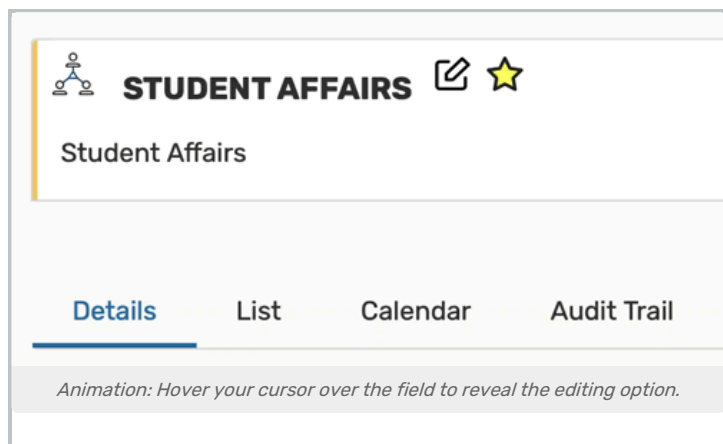 STUDENT AFFAIRS
Student Affairs
Details List Calendar Audit Trail
Animation: Hover your cursor over the field to reveal the editing option.